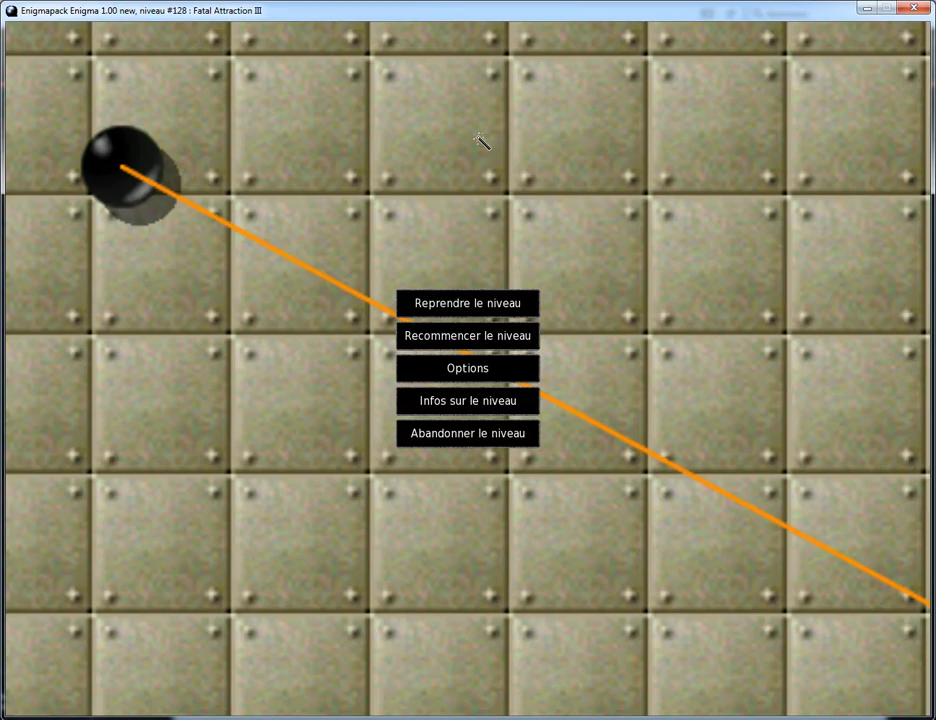 Enigmapack Enigma 1.00 new, niveau #128 : Fatal Attraction III
Reprendre le niveau
Recommencer le niveau
Options
Infos sur le niveau
Abandonner le niveau